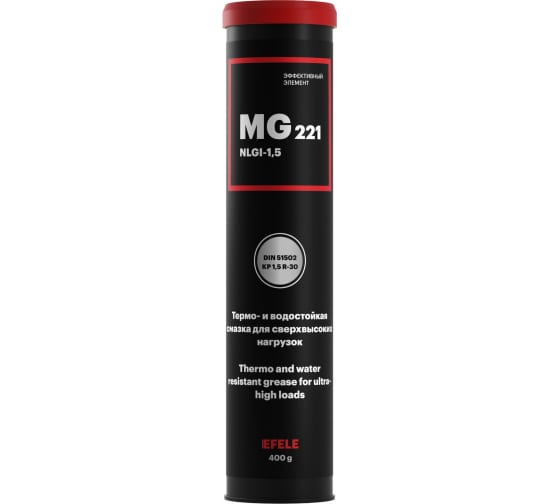 ЭФФЕКТИВНЫЙ
ЭЛЕМЕНТ
MG 221
NLGI-1,5
DIN 51502
KP 1,5 R-30
Термо- и водостойкая
смазка для сверхвысоких
нагрузок
Thermo and water
resistant grease for ultra-
high loads
EFELE
400 g